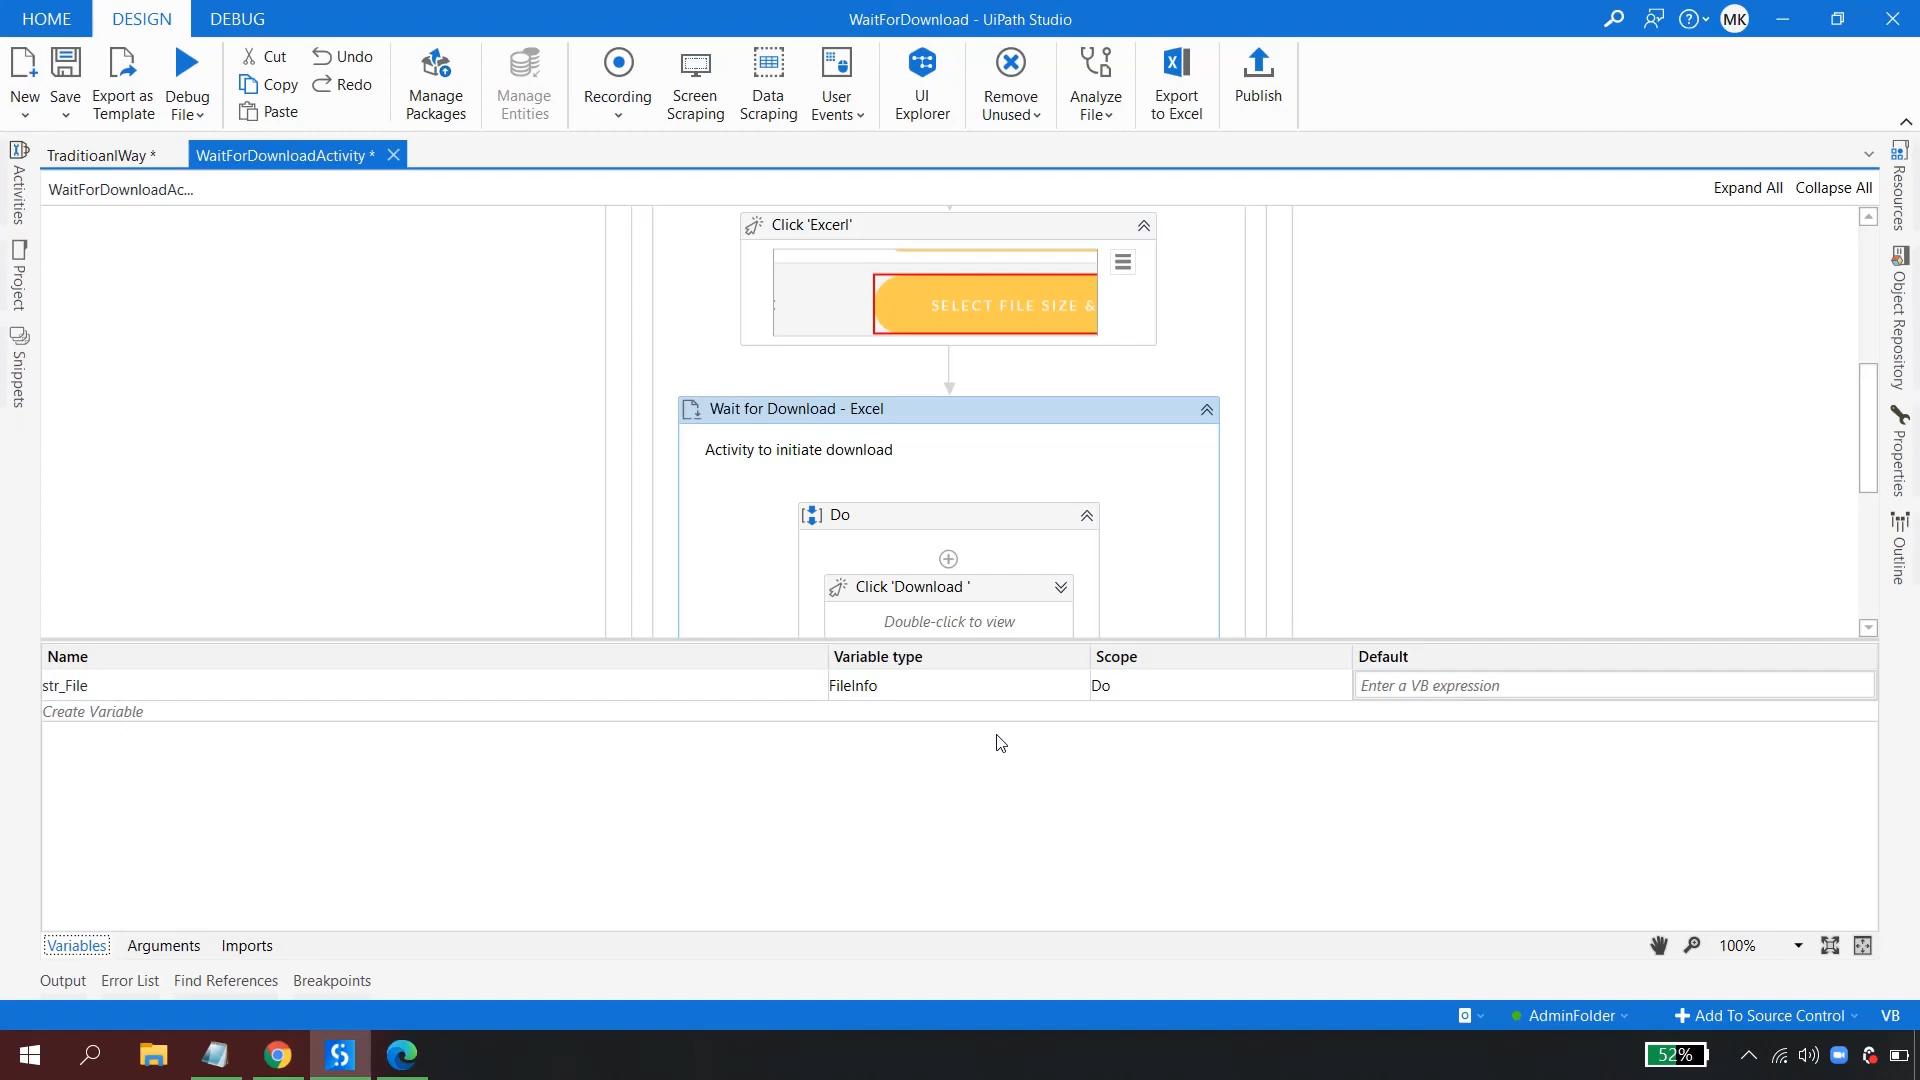 HOME DESIGN DEBUG
WaitForDownload - UiPath Studio
MK
New
Save
Export as Template
Debug File
Cut
Copy
Paste
Undo
Redo
Manage Packages
Manage Entities
Recording
Screen Scraping
Data Scraping
User Events
UI Explorer
Remove Unused
Analyze File
Export to Excel
Publish
TraditioanlWay *
WaitForDownloadActivity *
WaitForDownloadAc...
Expand All Collapse All
Activities
Project
Snippets
Resources
Object Repository
Properties
Outline
Click 'Excerl'
SELECT FILE SIZE &
Wait for Download - Excel
Activity to initiate download
Do
Click 'Download '
Double-click to view
Name Variable type Scope Default
str_File FileInfo Do Enter a VB expression
Create Variable
Variables Arguments Imports
100%
Output Error List Find References Breakpoints
AdminFolder
Add To Source Control
VB
52%